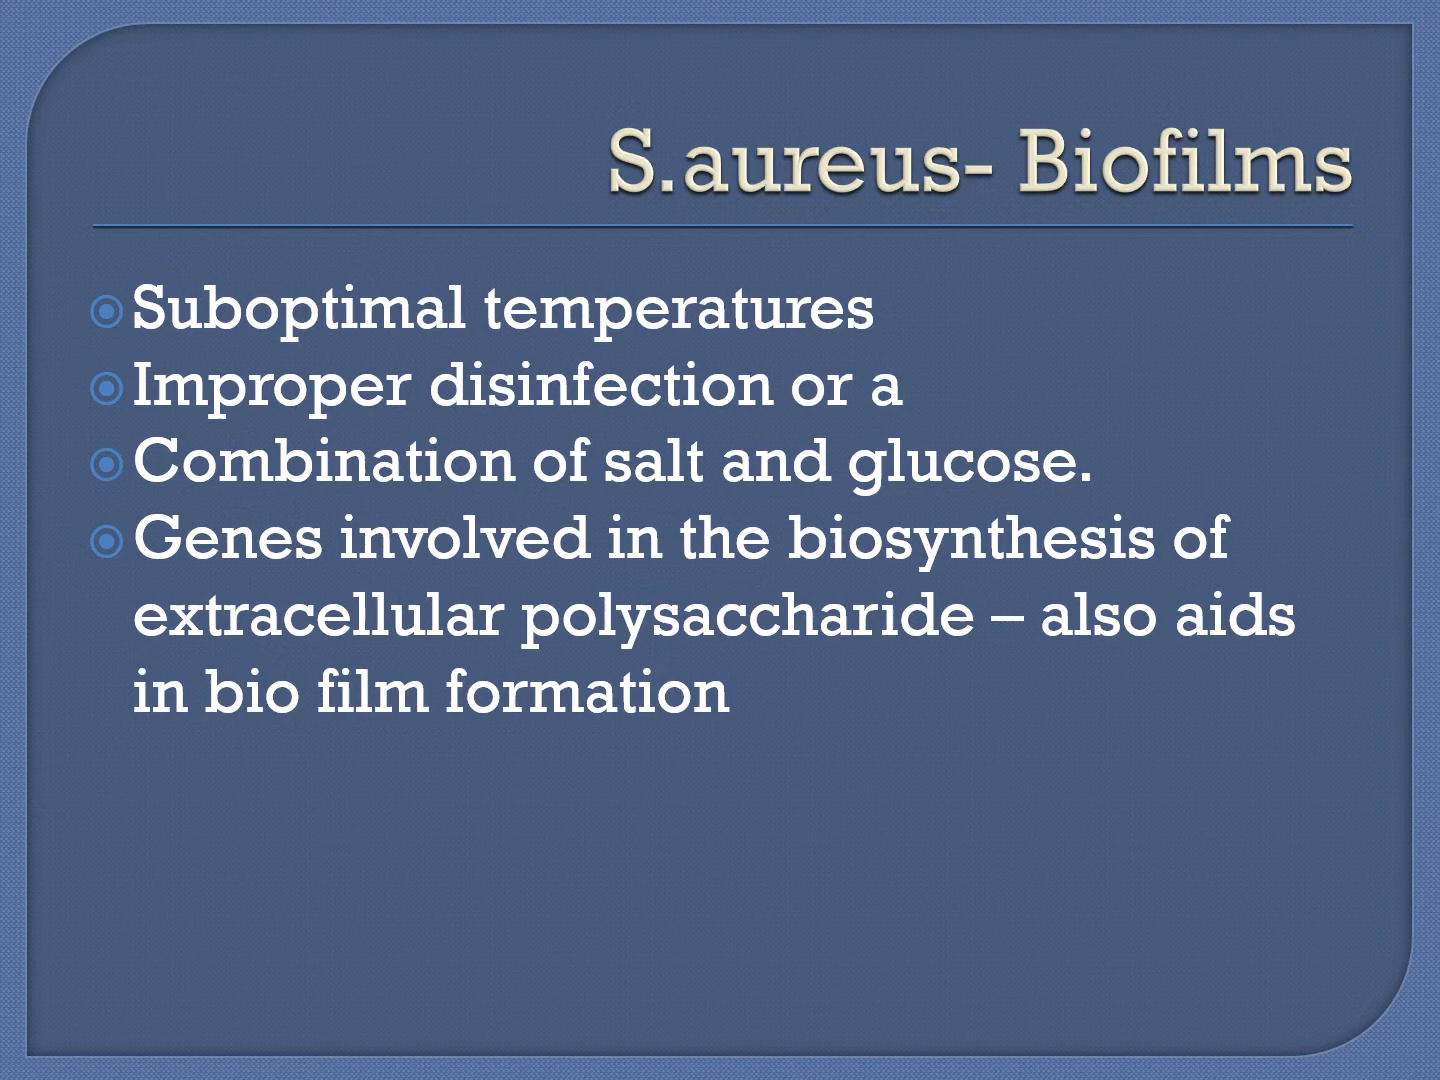 S.aureus- Biofilms
Suboptimal temperatures
Improper disinfection or a
Combination of salt and glucose.
Genes involved in the biosynthesis of
extracellular polysaccharide – also aids
in bio film formation